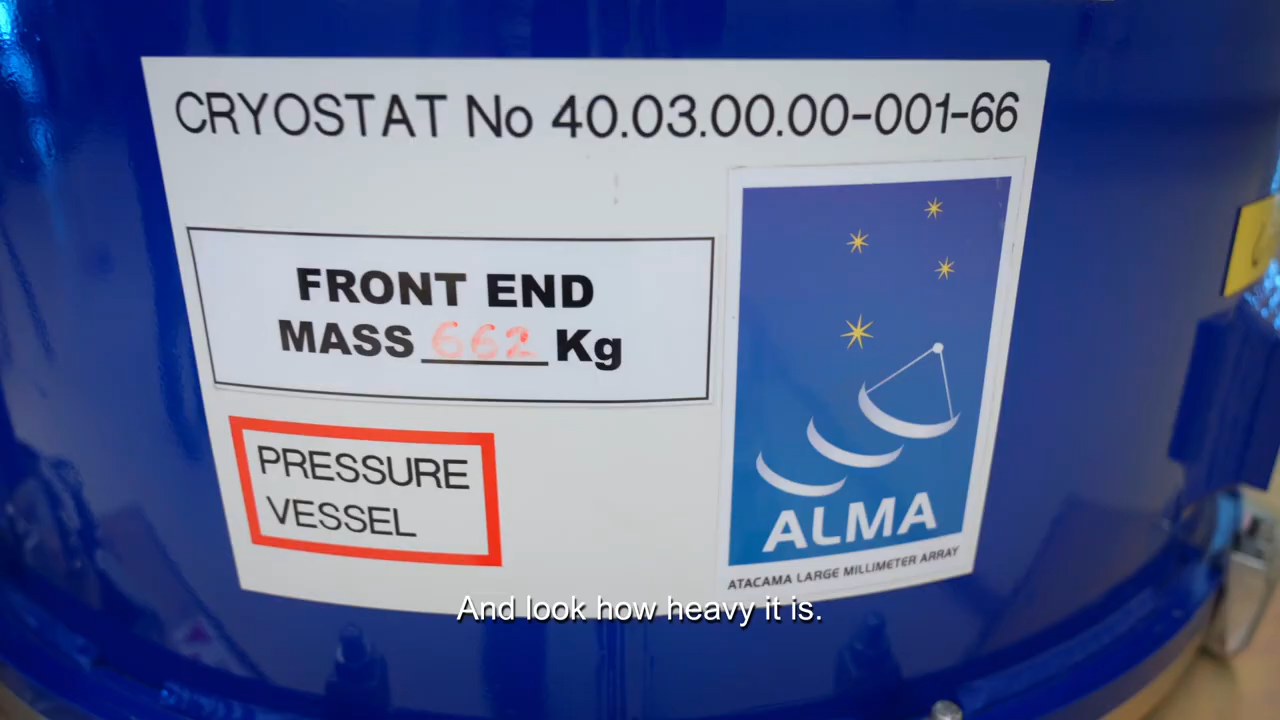 CRYOSTAT No 40.03.00.00-001-66
FRONT END
MASS 662 Kg
PRESSURE
VESSEL
ALMA
ATACAMA LARGE MILLIMETER ARRAY
And look how heavy it is.